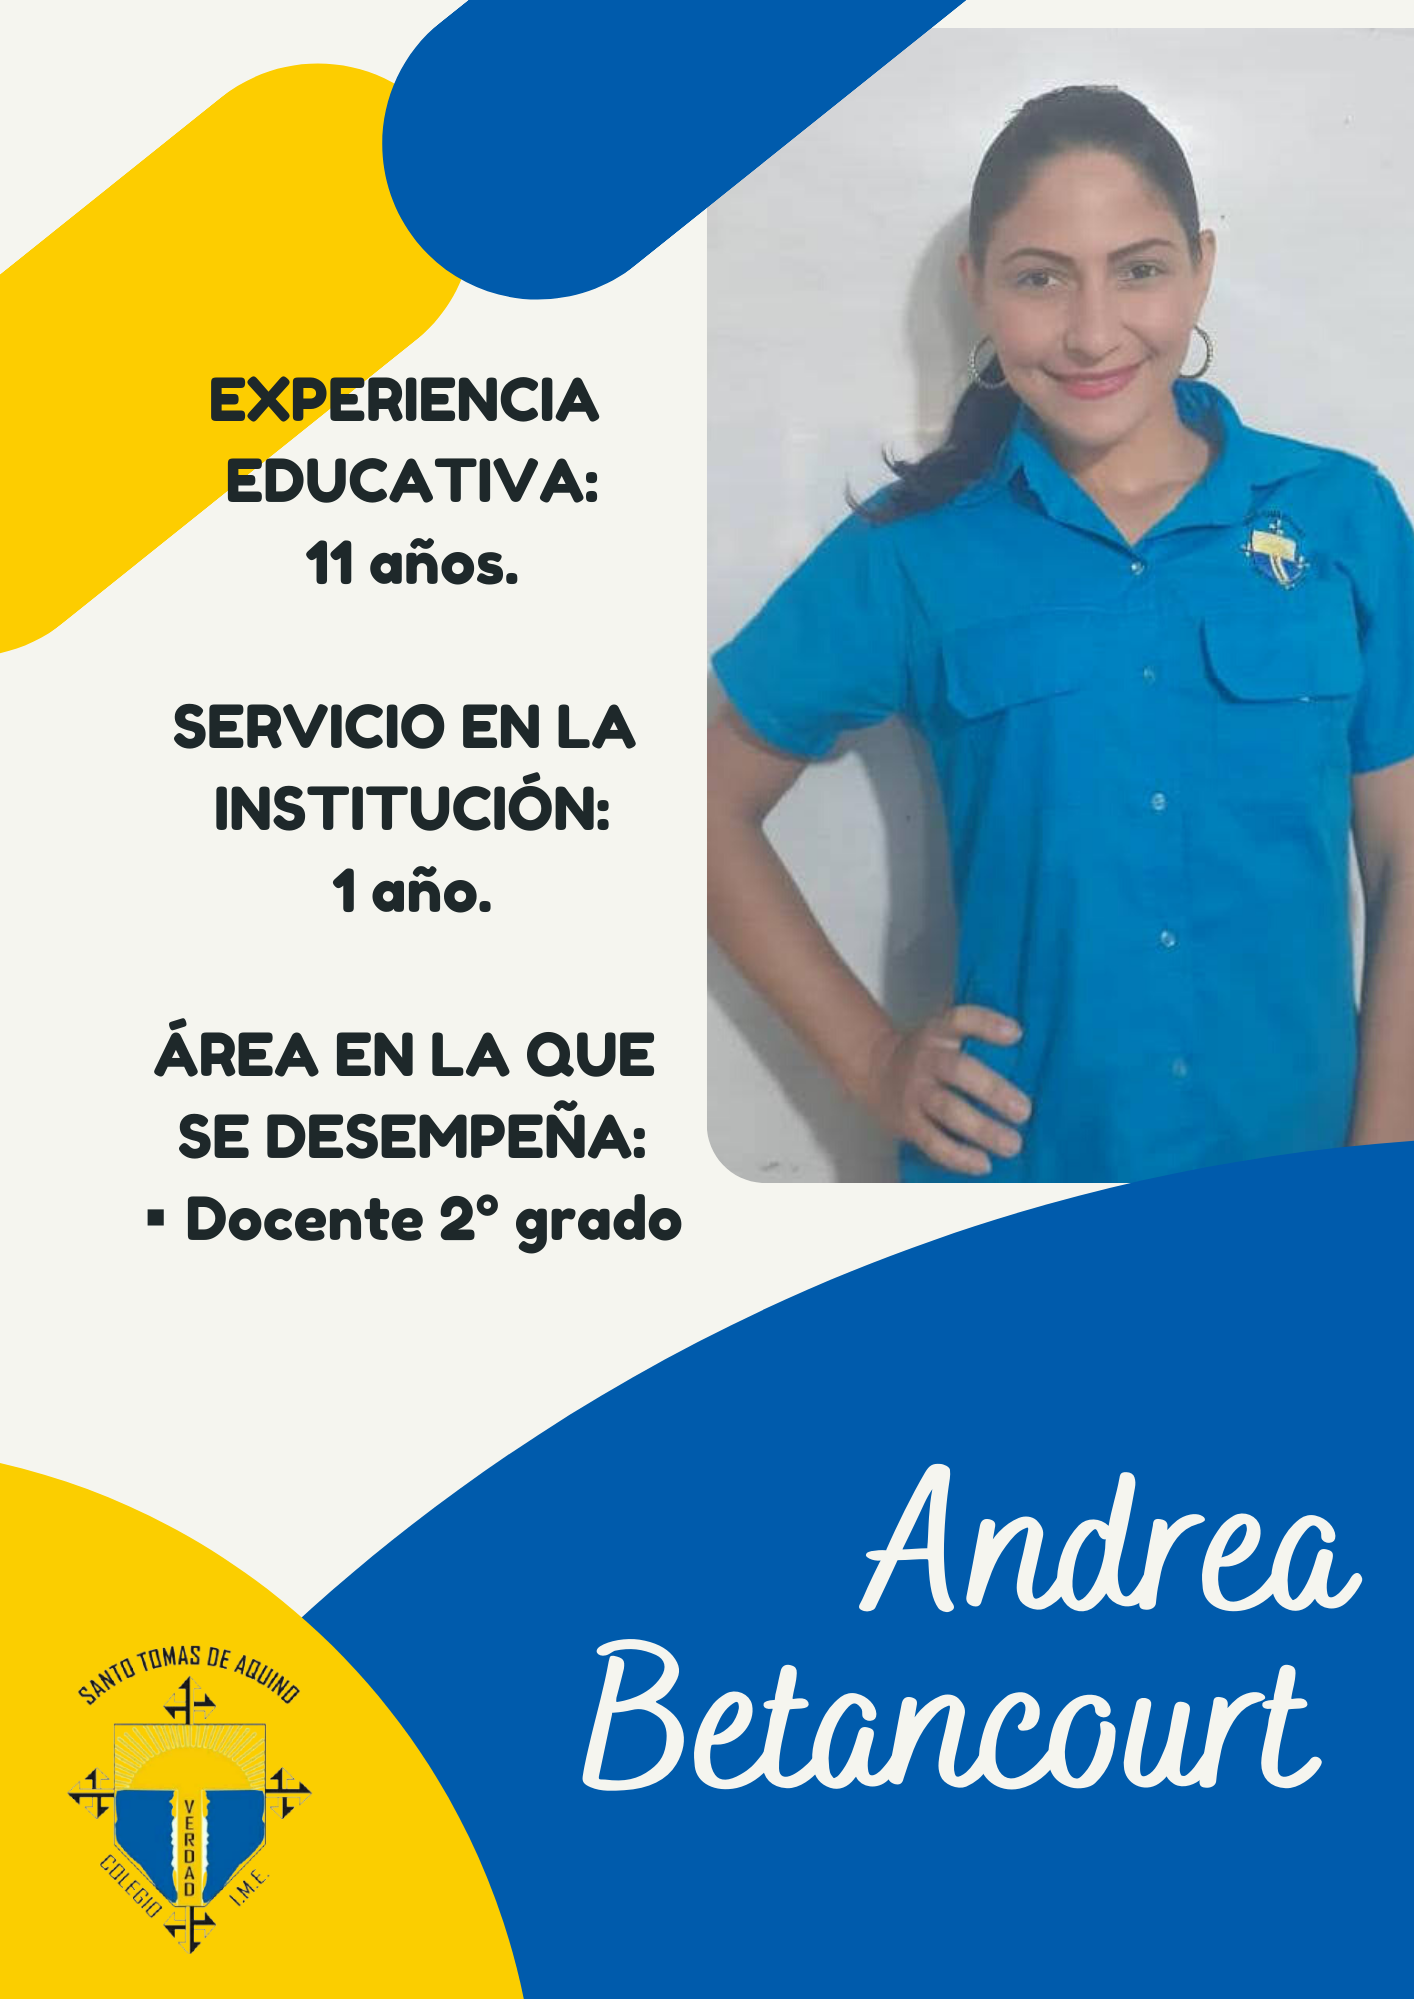 EXPERIENCIA
EDUCATIVA:
11 años.
SERVICIO EN LA
INSTITUCIÓN:
1 año.
ÁREA EN LA QUE
SE DESEMPEÑA:
▪ Docente 2° grado
Andrea
Betancourt
SANTO TOMAS DE AQUINO
VERDAD
COLEGIO
I.M.E.